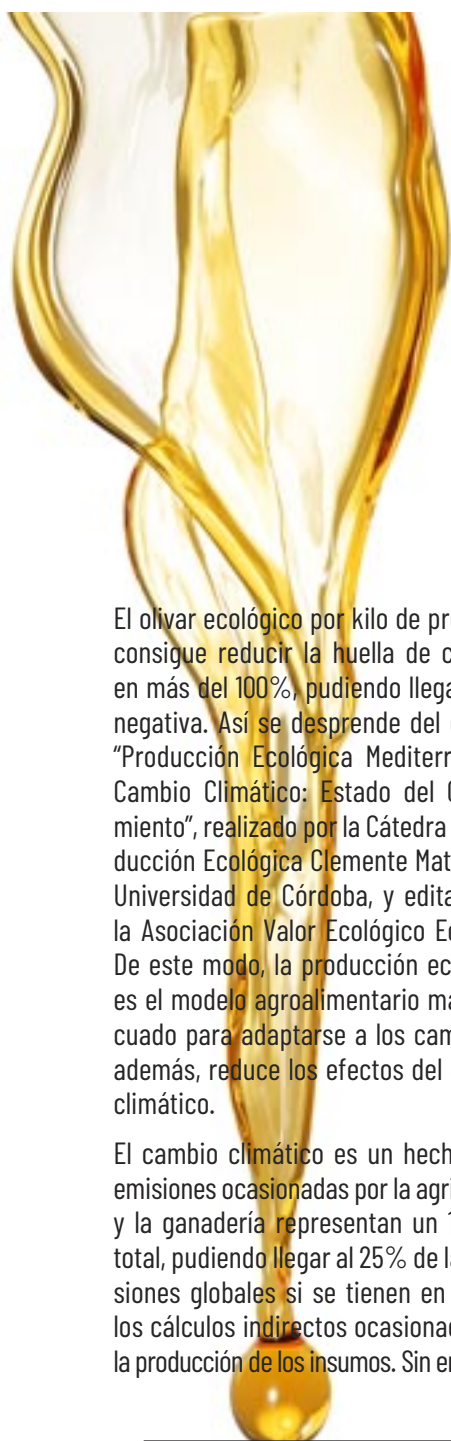 El olivar ecológico por kilo de pr
consigue reducir la huella de c
en más del 100%, pudiendo llega
negativa. Así se desprende del
“Producción Ecológica Mediterr
Cambio Climático: Estado del
miento”, realizado por la Cátedra
ducción Ecológica Clemente Mat
Universidad de Córdoba, y edita
la Asociación Valor Ecológico Ec
De este modo, la producción ec
es el modelo agroalimentario má
cuado para adaptarse a los cam
además, reduce los efectos del
climático.
El cambio climático es un hech
emisiones ocasionadas por la agri
y la ganadería representan un 1
total, pudiendo llegar al 25% de la
siones globales si se tienen en
los cálculos indirectos ocasionad
la producción de los insumos. Sin e